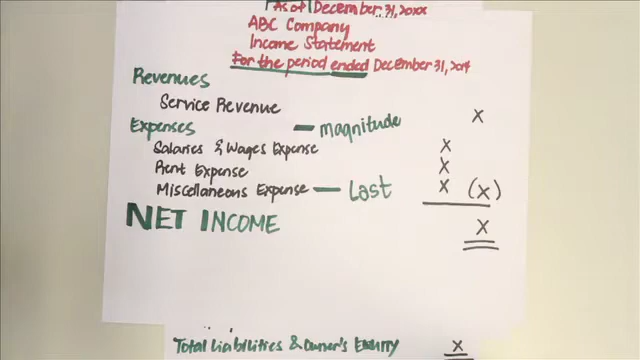 As of December 31, 20xx
ABC Company
Income Statement
For the period ended December 31, 20x
Revenues
Service Revenue x
Expenses — Magnitude
Salaries & Wages Expense x
Rent Expense x
Miscellaneous Expense — Last x (x)
NET INCOME x
Total Liabilities & Owner's Equity x